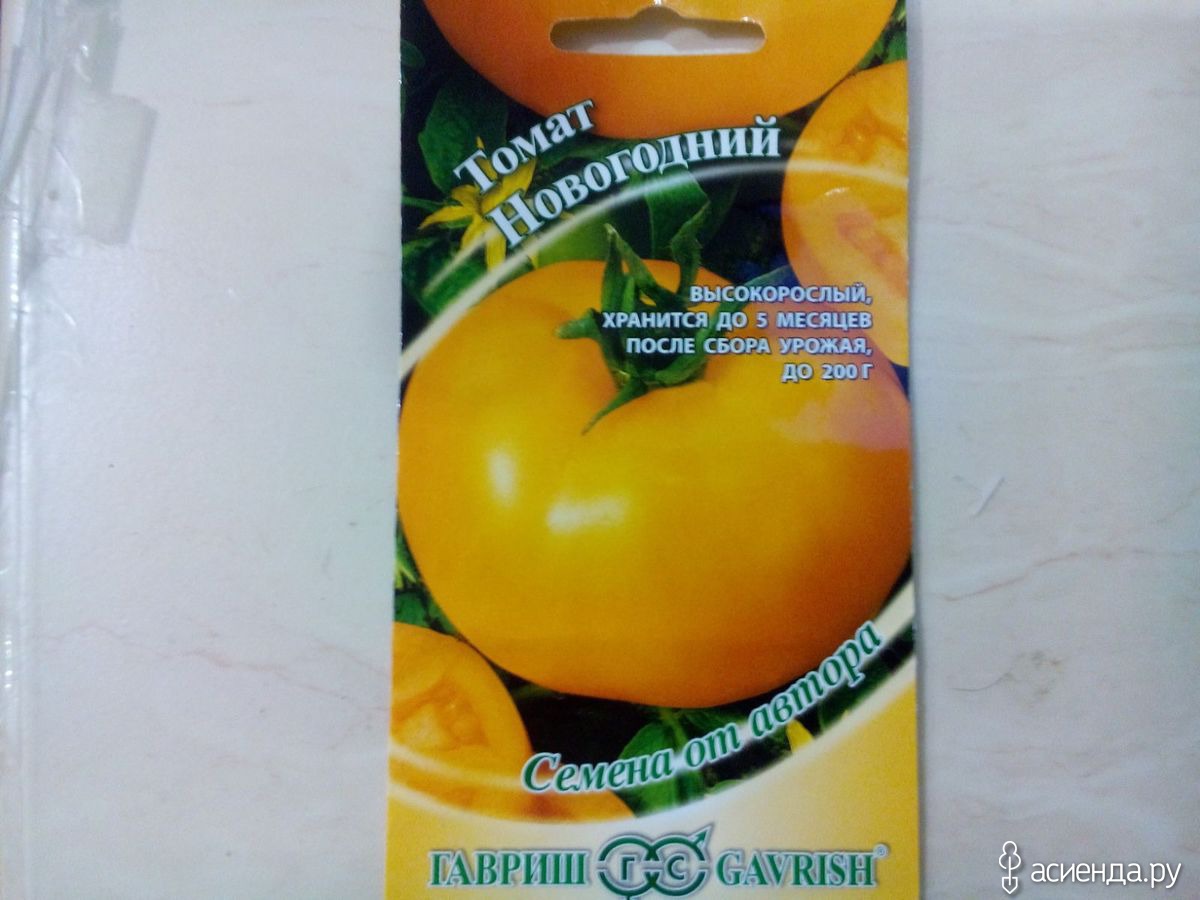 Томат
Новогодний
ВЫСОКОРОСЛЫЙ,
ХРАНИТСЯ ДО 5 МЕСЯЦЕВ
ПОСЛЕ СБОРА УРОЖАЯ,
ДО 200 Г
Семена от автора
ГАВРИШ Г С GAVRISH®
асиенда.ру